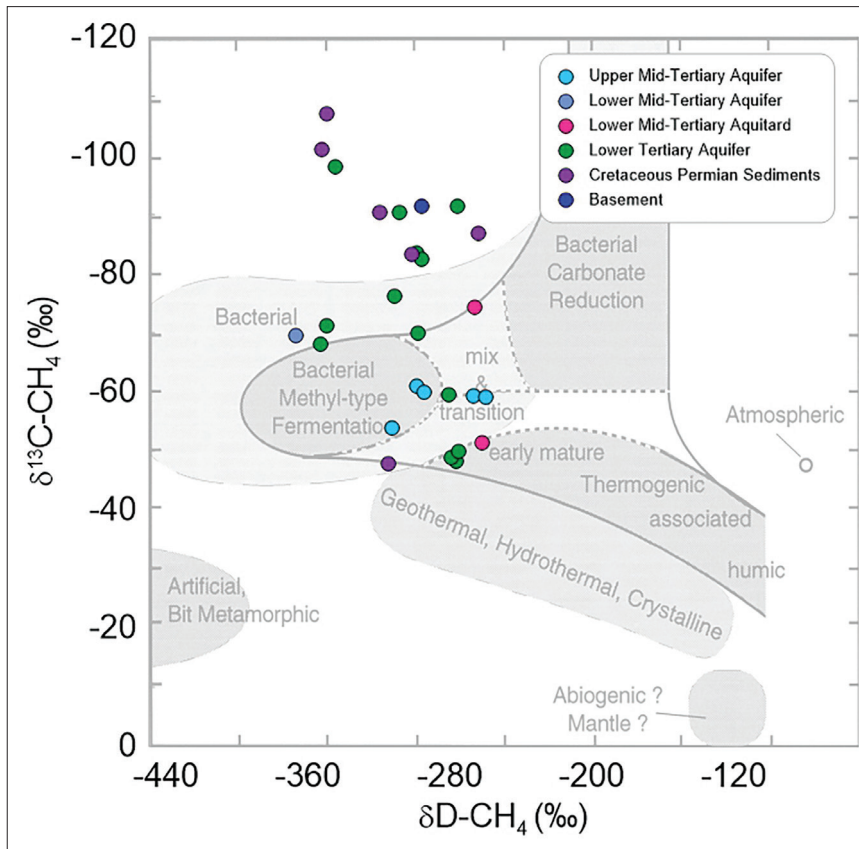 -120
-100
-80
-60
-40
-20
0
δ¹³C-CH₄ (‰)
Upper Mid-Tertiary Aquifer
Lower Mid-Tertiary Aquifer
Lower Mid-Tertiary Aquitard
Lower Tertiary Aquifer
Cretaceous Permian Sediments
Basement
Bacterial
Carbonate
Reduction
Bacterial
Bacterial
Methyl-type
Fermentatio
mix
&
transition
early mature
Atmospheric
Thermogenic
associated
humic
Geothermal, Hydrothermal, Crystalline
Artificial,
Bit Metamorphic
Abiogenic ?
Mantle ?
-440
-360
-280
-200
-120
δD-CH₄ (‰)